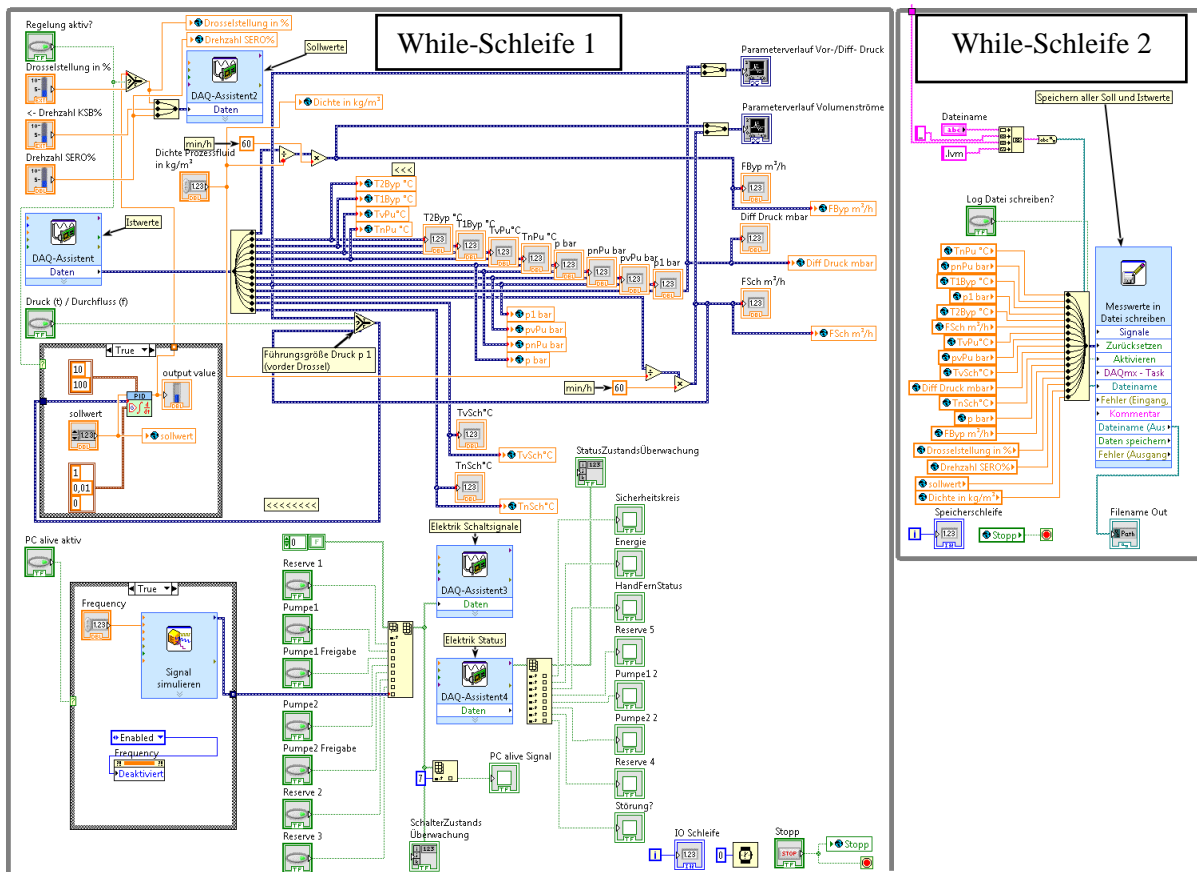 While-Schleife 1
Regelung aktiv?
Drosselstellung in %
Drehzahl SERO%
Sollwerte
Drosselstellung in %
DAQ-Assistent2
Daten
<- Drehzahl KSB%
Drehzahl SERO%
Dichte in kg/m³
min/h
60
Dichte Prozessfluid
in kg/m³
Parameterverlauf Vor-/Diff- Druck
Parameterverlauf Volumenströme
<<<
T2Byp °C
T1Byp °C
TvPu°C
TnPu °C
T2Byp °C
T1Byp °C
TvPu°C
TnPu °C
p bar
pnPu bar
pvPu bar
p1 bar
FByp m³/h
FByp m³/h
Diff Druck mbar
Diff Druck mbar
FSch m³/h
FSch m³/h
Istwerte
DAQ-Assistent
Daten
p1 bar
pvPu bar
pnPu bar
p bar
Druck (t) / Durchfluss (f)
Führungsgröße Druck p 1
(vorder Drossel)
min/h
60
True
10
100
output value
PID
sollwert
sollwert
1
0,01
0
<<<<<<<<
TvSch°C
TvSch°C
TnSch°C
TnSch°C
StatusZustandsÜberwachung
PC alive aktiv
True
Frequency
Signal
simulieren
Enabled
Frequency
Deaktiviert
0
F
Reserve 1
Pumpe1
Pumpe1 Freigabe
Pumpe2
Pumpe2 Freigabe
Reserve 2
Reserve 3
Elektrik Schaltsignale
DAQ-Assistent3
Daten
Elektrik Status
DAQ-Assistent4
Daten
7
PC alive Signal
SchalterZustands
Überwachung
Sicherheitskreis
Energie
HandFernStatus
Reserve 5
Pumpe1 2
Pumpe2 2
Reserve 4
Störung?
IO Schleife
i
0
Stopp
STOP
Stopp
While-Schleife 2
Speichern aller Soll und Istwerte
Dateiname
abc
.lvm
Log Datei schreiben?
TnPu °C
pnPu bar
T1Byp °C
p1 bar
T2Byp °C
FSch m³/h
TvPu°C
pvPu bar
TvSch°C
Diff Druck mbar
TnSch°C
p bar
FByp m³/h
Drosselstellung in %
Drehzahl SERO%
sollwert
Dichte in kg/m³
Messwerte in
Datei schreiben
Signale
Zurücksetzen
Aktivieren
DAQmx - Task
Dateiname
Fehler (Eingang,
Kommentar
Dateiname (Aus
Daten speichern
Fehler (Ausgang
Speicherschleife
i
Stopp
Filename Out
Path